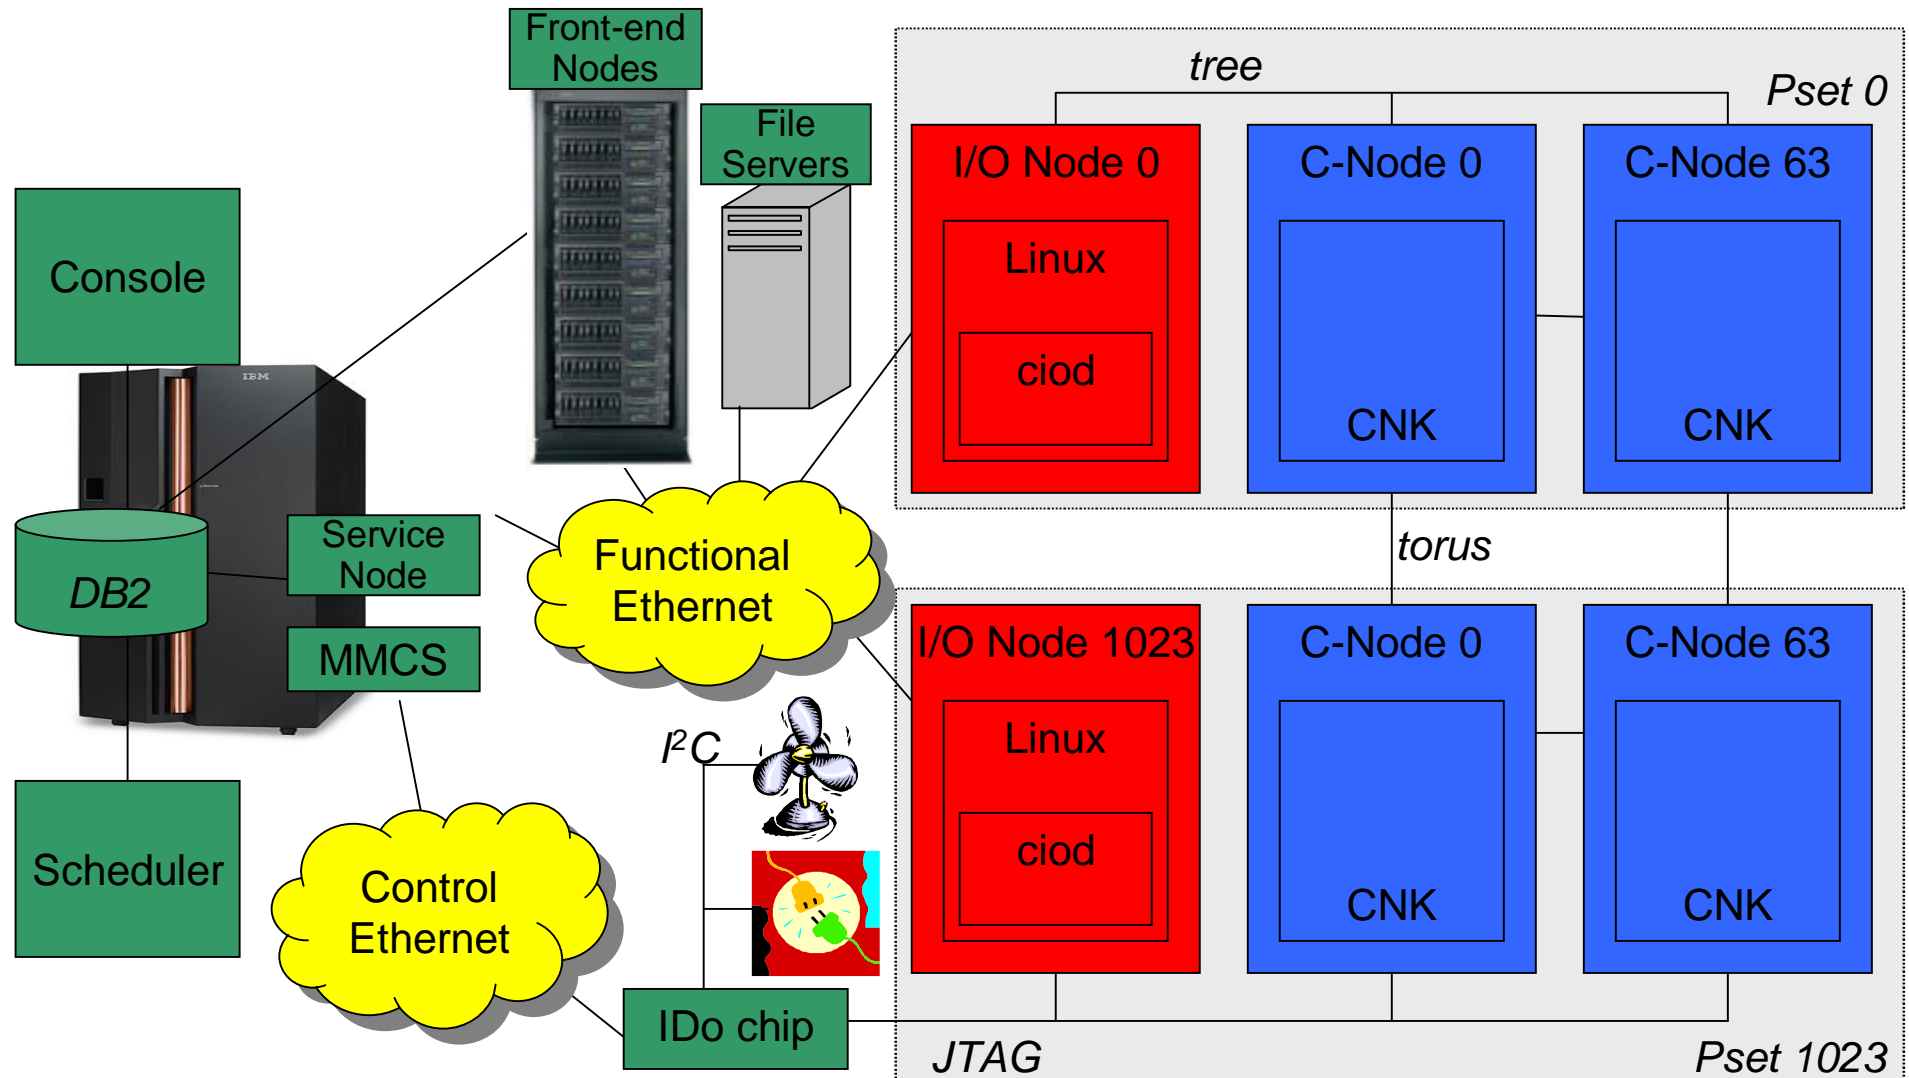 Front-end
Nodes
File
Servers
tree
Pset 0
I/O Node 0
C-Node 0
C-Node 63
Linux
ciod
CNK
CNK
Console
IBM
DB2
Service
Node
MMCS
Functional
Ethernet
torus
I/O Node 1023
C-Node 0
C-Node 63
Linux
ciod
CNK
CNK
I²C
Scheduler
Control
Ethernet
IDo chip
JTAG
Pset 1023